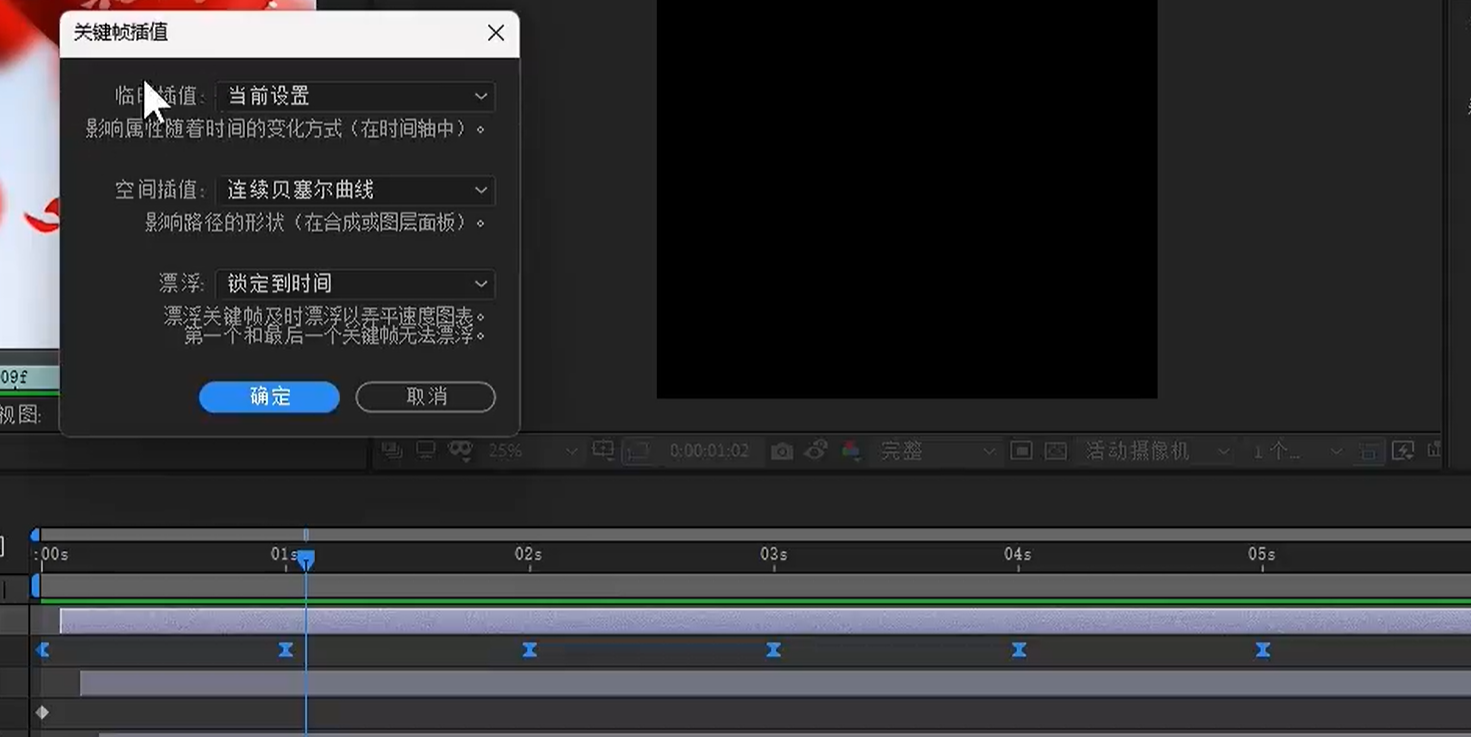 关键帧插值
临时插值: 当前设置
影响属性随着时间的变化方式（在时间轴中）。
空间插值: 连续贝塞尔曲线
影响路径的形状（在合成或图层面板）。
漂浮: 锁定到时间
漂浮关键帧及时漂浮以弄平速度图表。
第一个和最后一个关键帧无法漂浮。
确定 取消
09f
视图:
25% 0:00:01:02 完整 活动摄像机 1 个...
:00s 01s 02s 03s 04s 05s